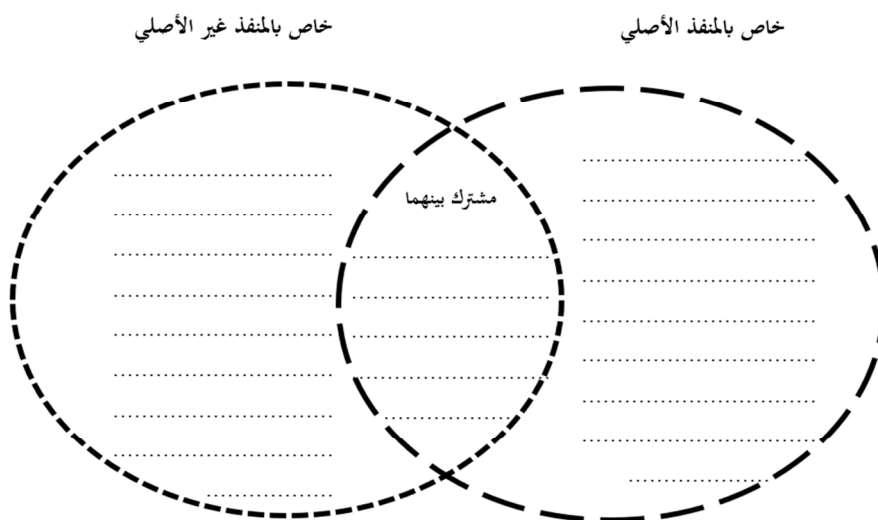 خاص بالمنفذ الأصلي
خاص بالمنفذ غير الأصلي
مشترك بينهما